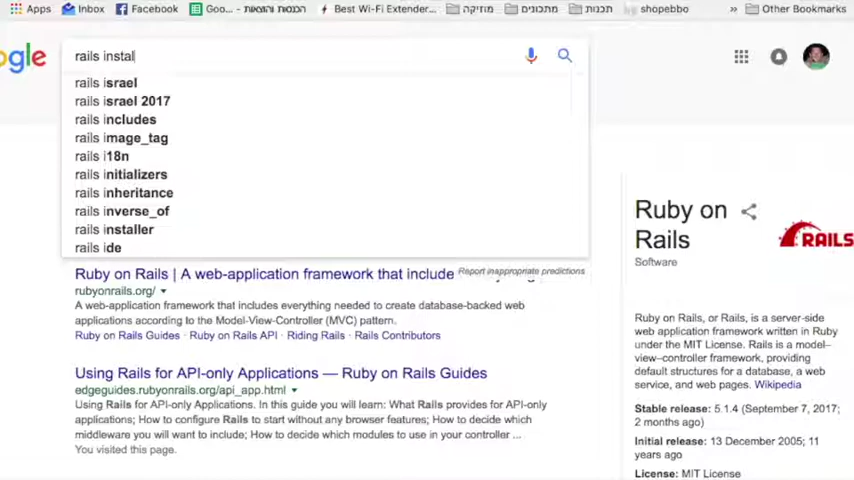 Apps Inbox Facebook Goo... - הכנסות והוצאות Best Wi-Fi Extender... מוזיקה מתכונים תכנות shopebbo » Other Bookmarks
ogle rails instal
rails israel
rails israel 2017
rails includes
rails image_tag
rails i18n
rails initializers
rails inheritance
rails inverse_of
rails installer
rails ide
Report inappropriate predictions
Ruby on Rails | A web-application framework that include
rubyonrails.org/
A web-application framework that includes everything needed to create database-backed web
applications according to the Model-View-Controller (MVC) pattern.
Ruby on Rails Guides · Ruby on Rails API · Riding Rails · Rails Contributors
Using Rails for API-only Applications — Ruby on Rails Guides
edgeguides.rubyonrails.org/api_app.html
Using Rails for API-only Applications. In this guide you will learn: What Rails provides for API-only
applications; How to configure Rails to start without any browser features; How to decide which
middleware you will want to include; How to decide which modules to use in your controller ...
You visited this page.
Ruby on
Rails
Software
RAILS
Ruby on Rails, or Rails, is a server-side
web application framework written in Ruby
under the MIT License. Rails is a model–
view–controller framework, providing
default structures for a database, a web
service, and web pages. Wikipedia
Stable release: 5.1.4 (September 7, 2017;
2 months ago)
Initial release: 13 December 2005; 11
years ago
License: MIT License